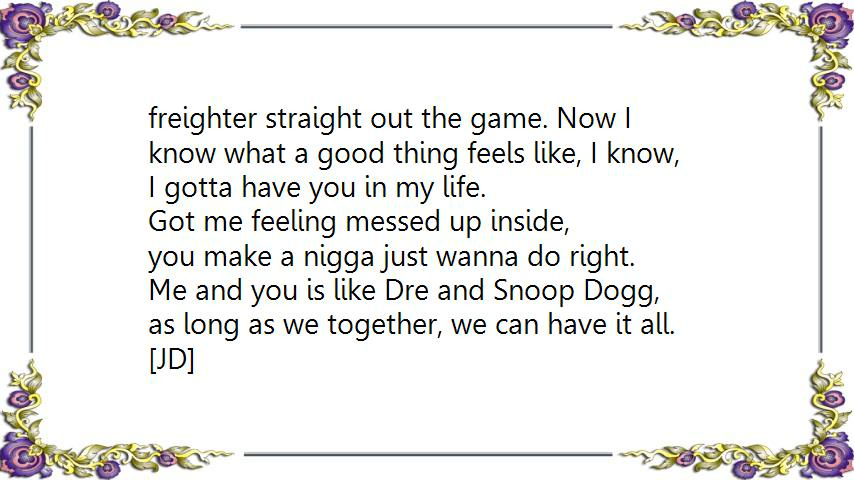 freighter straight out the game. Now I
know what a good thing feels like, I know,
I gotta have you in my life.
Got me feeling messed up inside,
you make a nigga just wanna do right.
Me and you is like Dre and Snoop Dogg,
as long as we together, we can have it all.
[JD]